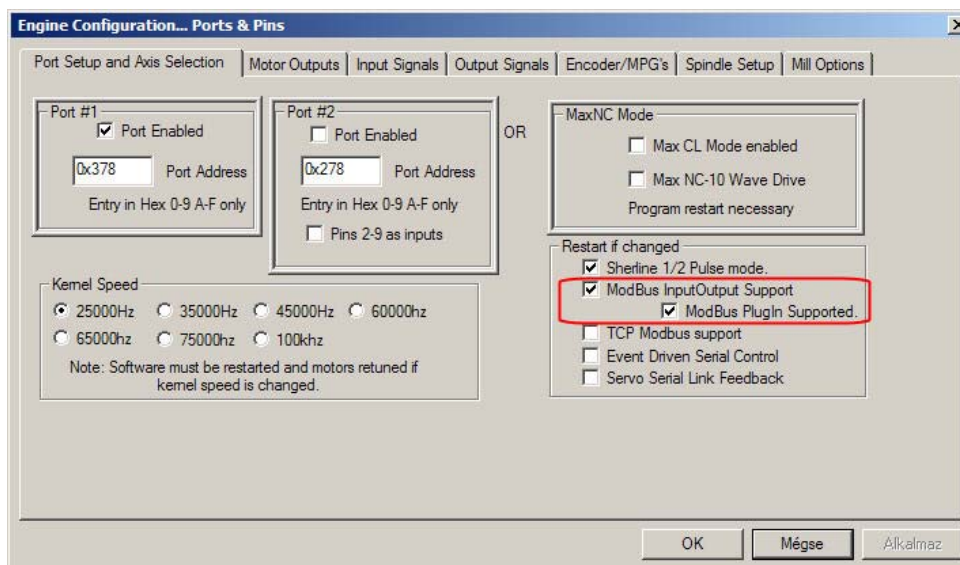 Engine Configuration... Ports & Pins
Port Setup and Axis Selection
Motor Outputs
Input Signals
Output Signals
Encoder/MPG's
Spindle Setup
Mill Options
Port #1
Port Enabled
0x378
Port Address
Entry in Hex 0-9 A-F only
Port #2
Port Enabled
0x278
Port Address
Entry in Hex 0-9 A-F only
Pins 2-9 as inputs
OR
MaxNC Mode
Max CL Mode enabled
Max NC-10 Wave Drive
Program restart necessary
Kernel Speed
25000Hz
35000Hz
45000Hz
60000hz
65000hz
75000hz
100khz
Note: Software must be restarted and motors retuned if
kernel speed is changed.
Restart if changed
Sherline 1/2 Pulse mode.
ModBus InputOutput Support
ModBus PlugIn Supported.
TCP Modbus support
Event Driven Serial Control
Servo Serial Link Feedback
OK
Mégse
Alkalmaz